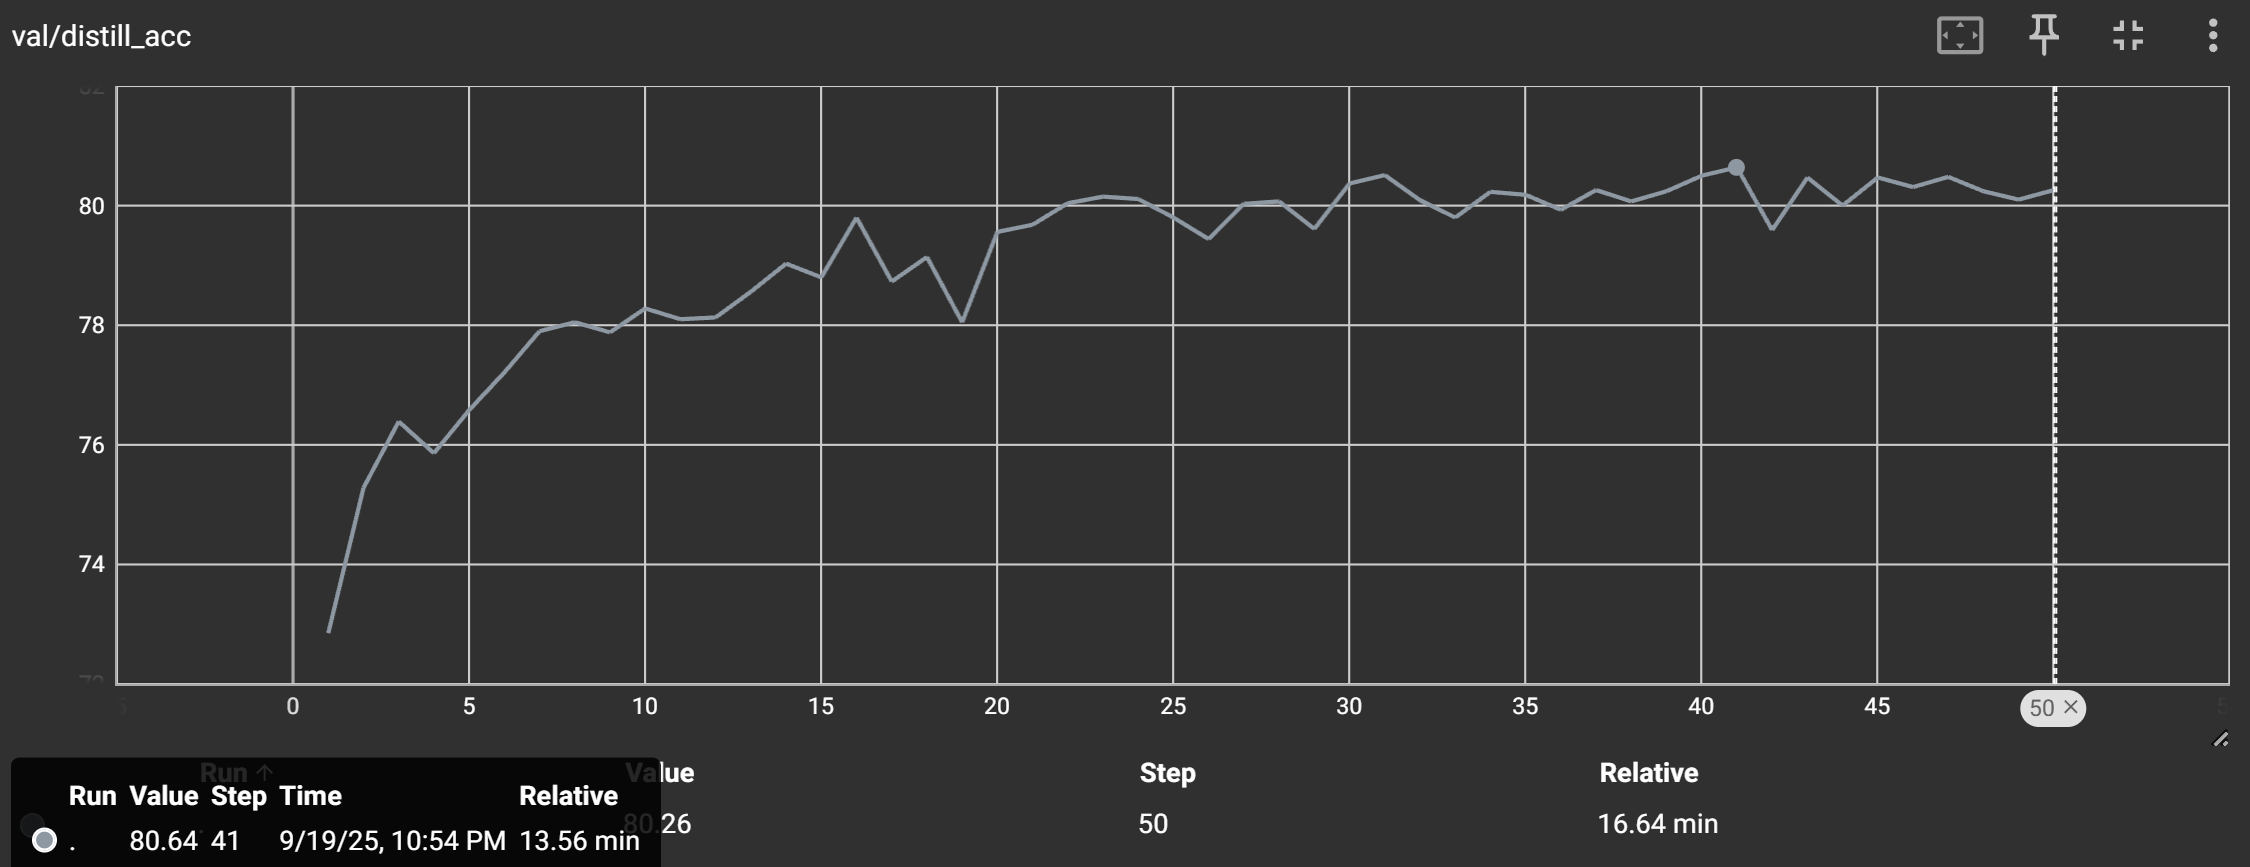 val/distill_acc
80
78
76
74
0 5 10 15 20 25 30 35 40 45 50 ×
Run ↑ Value Step Relative
80.26 50 16.64 min
Run Value Step Time Relative
. 80.64 41 9/19/25, 10:54 PM 13.56 min